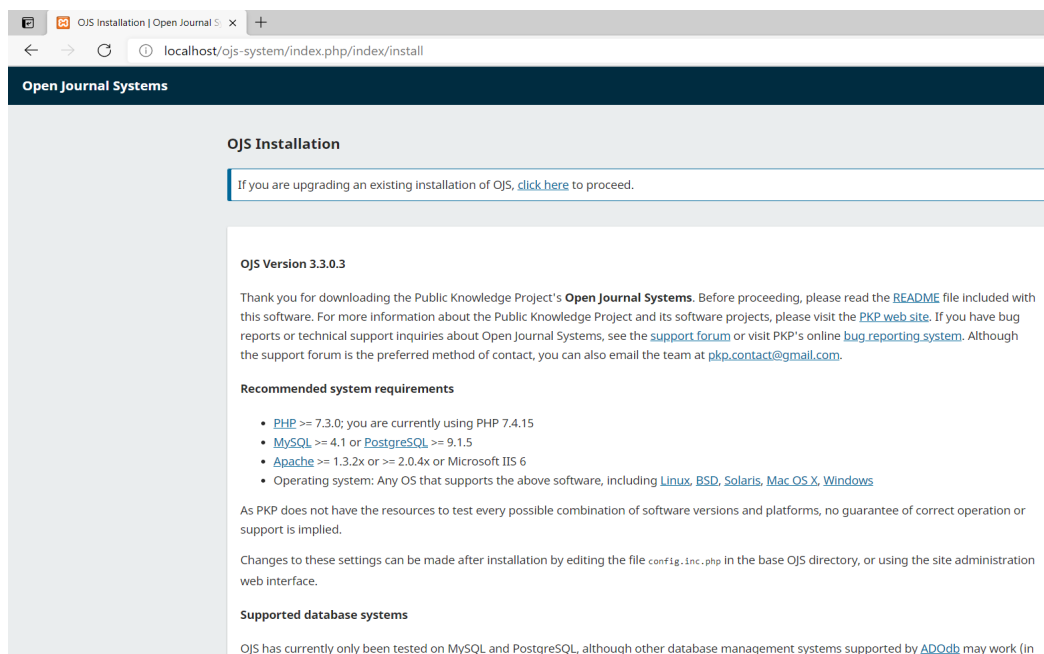 OJS Installation | Open Journal S
localhost/ojs-system/index.php/index/install
Open Journal Systems
OJS Installation
If you are upgrading an existing installation of OJS, click here to proceed.
OJS Version 3.3.0.3
Thank you for downloading the Public Knowledge Project's Open Journal Systems. Before proceeding, please read the README file included with
this software. For more information about the Public Knowledge Project and its software projects, please visit the PKP web site. If you have bug
reports or technical support inquiries about Open Journal Systems, see the support forum or visit PKP's online bug reporting system. Although
the support forum is the preferred method of contact, you can also email the team at pkp.contact@gmail.com.
Recommended system requirements
• PHP >= 7.3.0; you are currently using PHP 7.4.15
• MySQL >= 4.1 or PostgreSQL >= 9.1.5
• Apache >= 1.3.2x or >= 2.0.4x or Microsoft IIS 6
• Operating system: Any OS that supports the above software, including Linux, BSD, Solaris, Mac OS X, Windows
As PKP does not have the resources to test every possible combination of software versions and platforms, no guarantee of correct operation or
support is implied.
Changes to these settings can be made after installation by editing the file config.inc.php in the base OJS directory, or using the site administration
web interface.
Supported database systems
OJS has currently only been tested on MySQL and PostgreSQL, although other database management systems supported by ADOdb may work (in